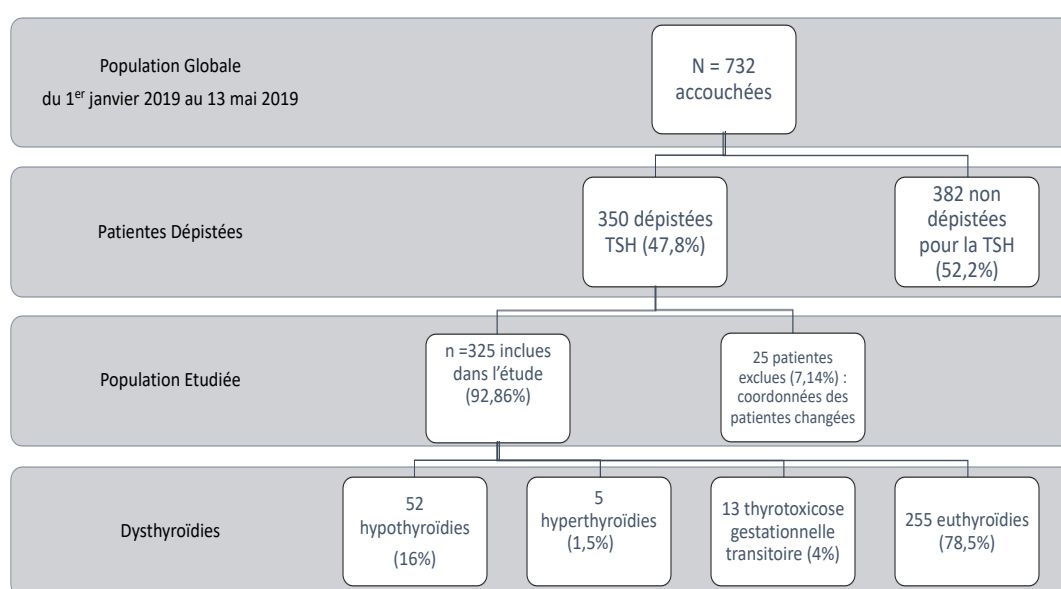 Population Globale
du 1er janvier 2019 au 13 mai 2019
N = 732
accouchées
Patientes Dépistées
350 dépistées
TSH (47,8%)
382 non
dépistées
pour la TSH
(52,2%)
Population Etudiée
n =325 inclues
dans l'étude
(92,86%)
25 patientes
exclues (7,14%) :
coordonnées des
patientes changées
Dysthyroïdies
52
hypothyroïdies
(16%)
5
hyperthyroïdies
(1,5%)
13 thyrotoxicose
gestationnelle
transitoire (4%)
255 euthyroïdies
(78,5%)